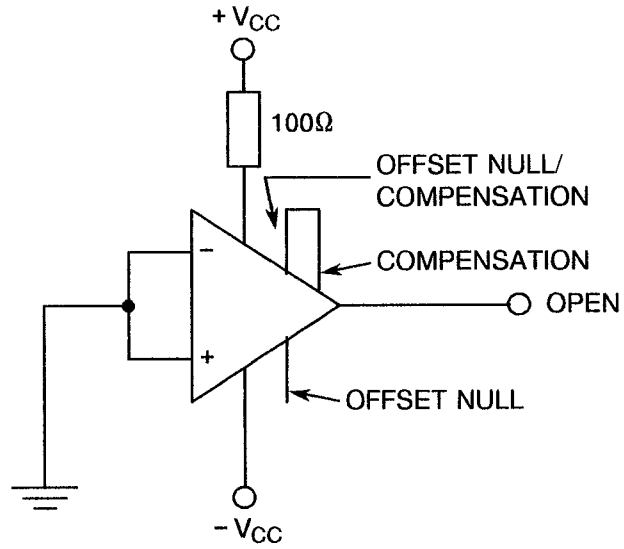 + VCC
100Ω
OFFSET NULL/
COMPENSATION
COMPENSATION
−
+
OPEN
OFFSET NULL
− VCC